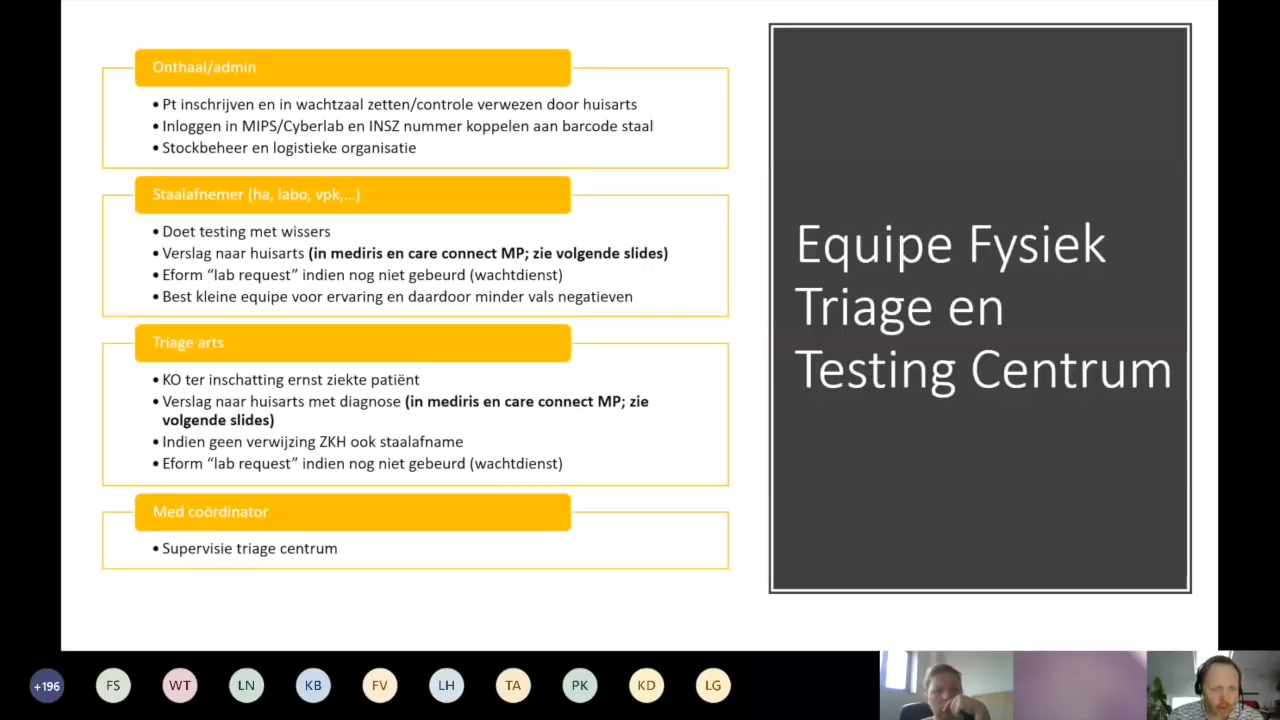 Onthaal/admin
• Pt inschrijven en in wachtzaal zetten/controle verwezen door huisarts
• Inloggen in MIPS/Cyberlab en INSZ nummer koppelen aan barcode staal
• Stockbeheer en logistieke organisatie
Staalafnemer (ha, labo, vpk,...)
• Doet testing met wissers
• Verslag naar huisarts (in mediris en care connect MP; zie volgende slides)
• Eform “lab request” indien nog niet gebeurd (wachtdienst)
• Best kleine equipe voor ervaring en daardoor minder vals negatieven
Triage arts
• KO ter inschatting ernst ziekte patiënt
• Verslag naar huisarts met diagnose (in mediris en care connect MP; zie
volgende slides)
• Indien geen verwijzing ZKH ook staalafname
• Eform “lab request” indien nog niet gebeurd (wachtdienst)
Med coördinator
• Supervisie triage centrum
Equipe Fysiek
Triage en
Testing Centrum
+196 FS WT LN KB FV LH TA PK KD LG